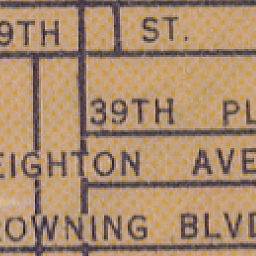 9TH ST.
39TH PL
EIGHTON AVE
OWNING BLVD